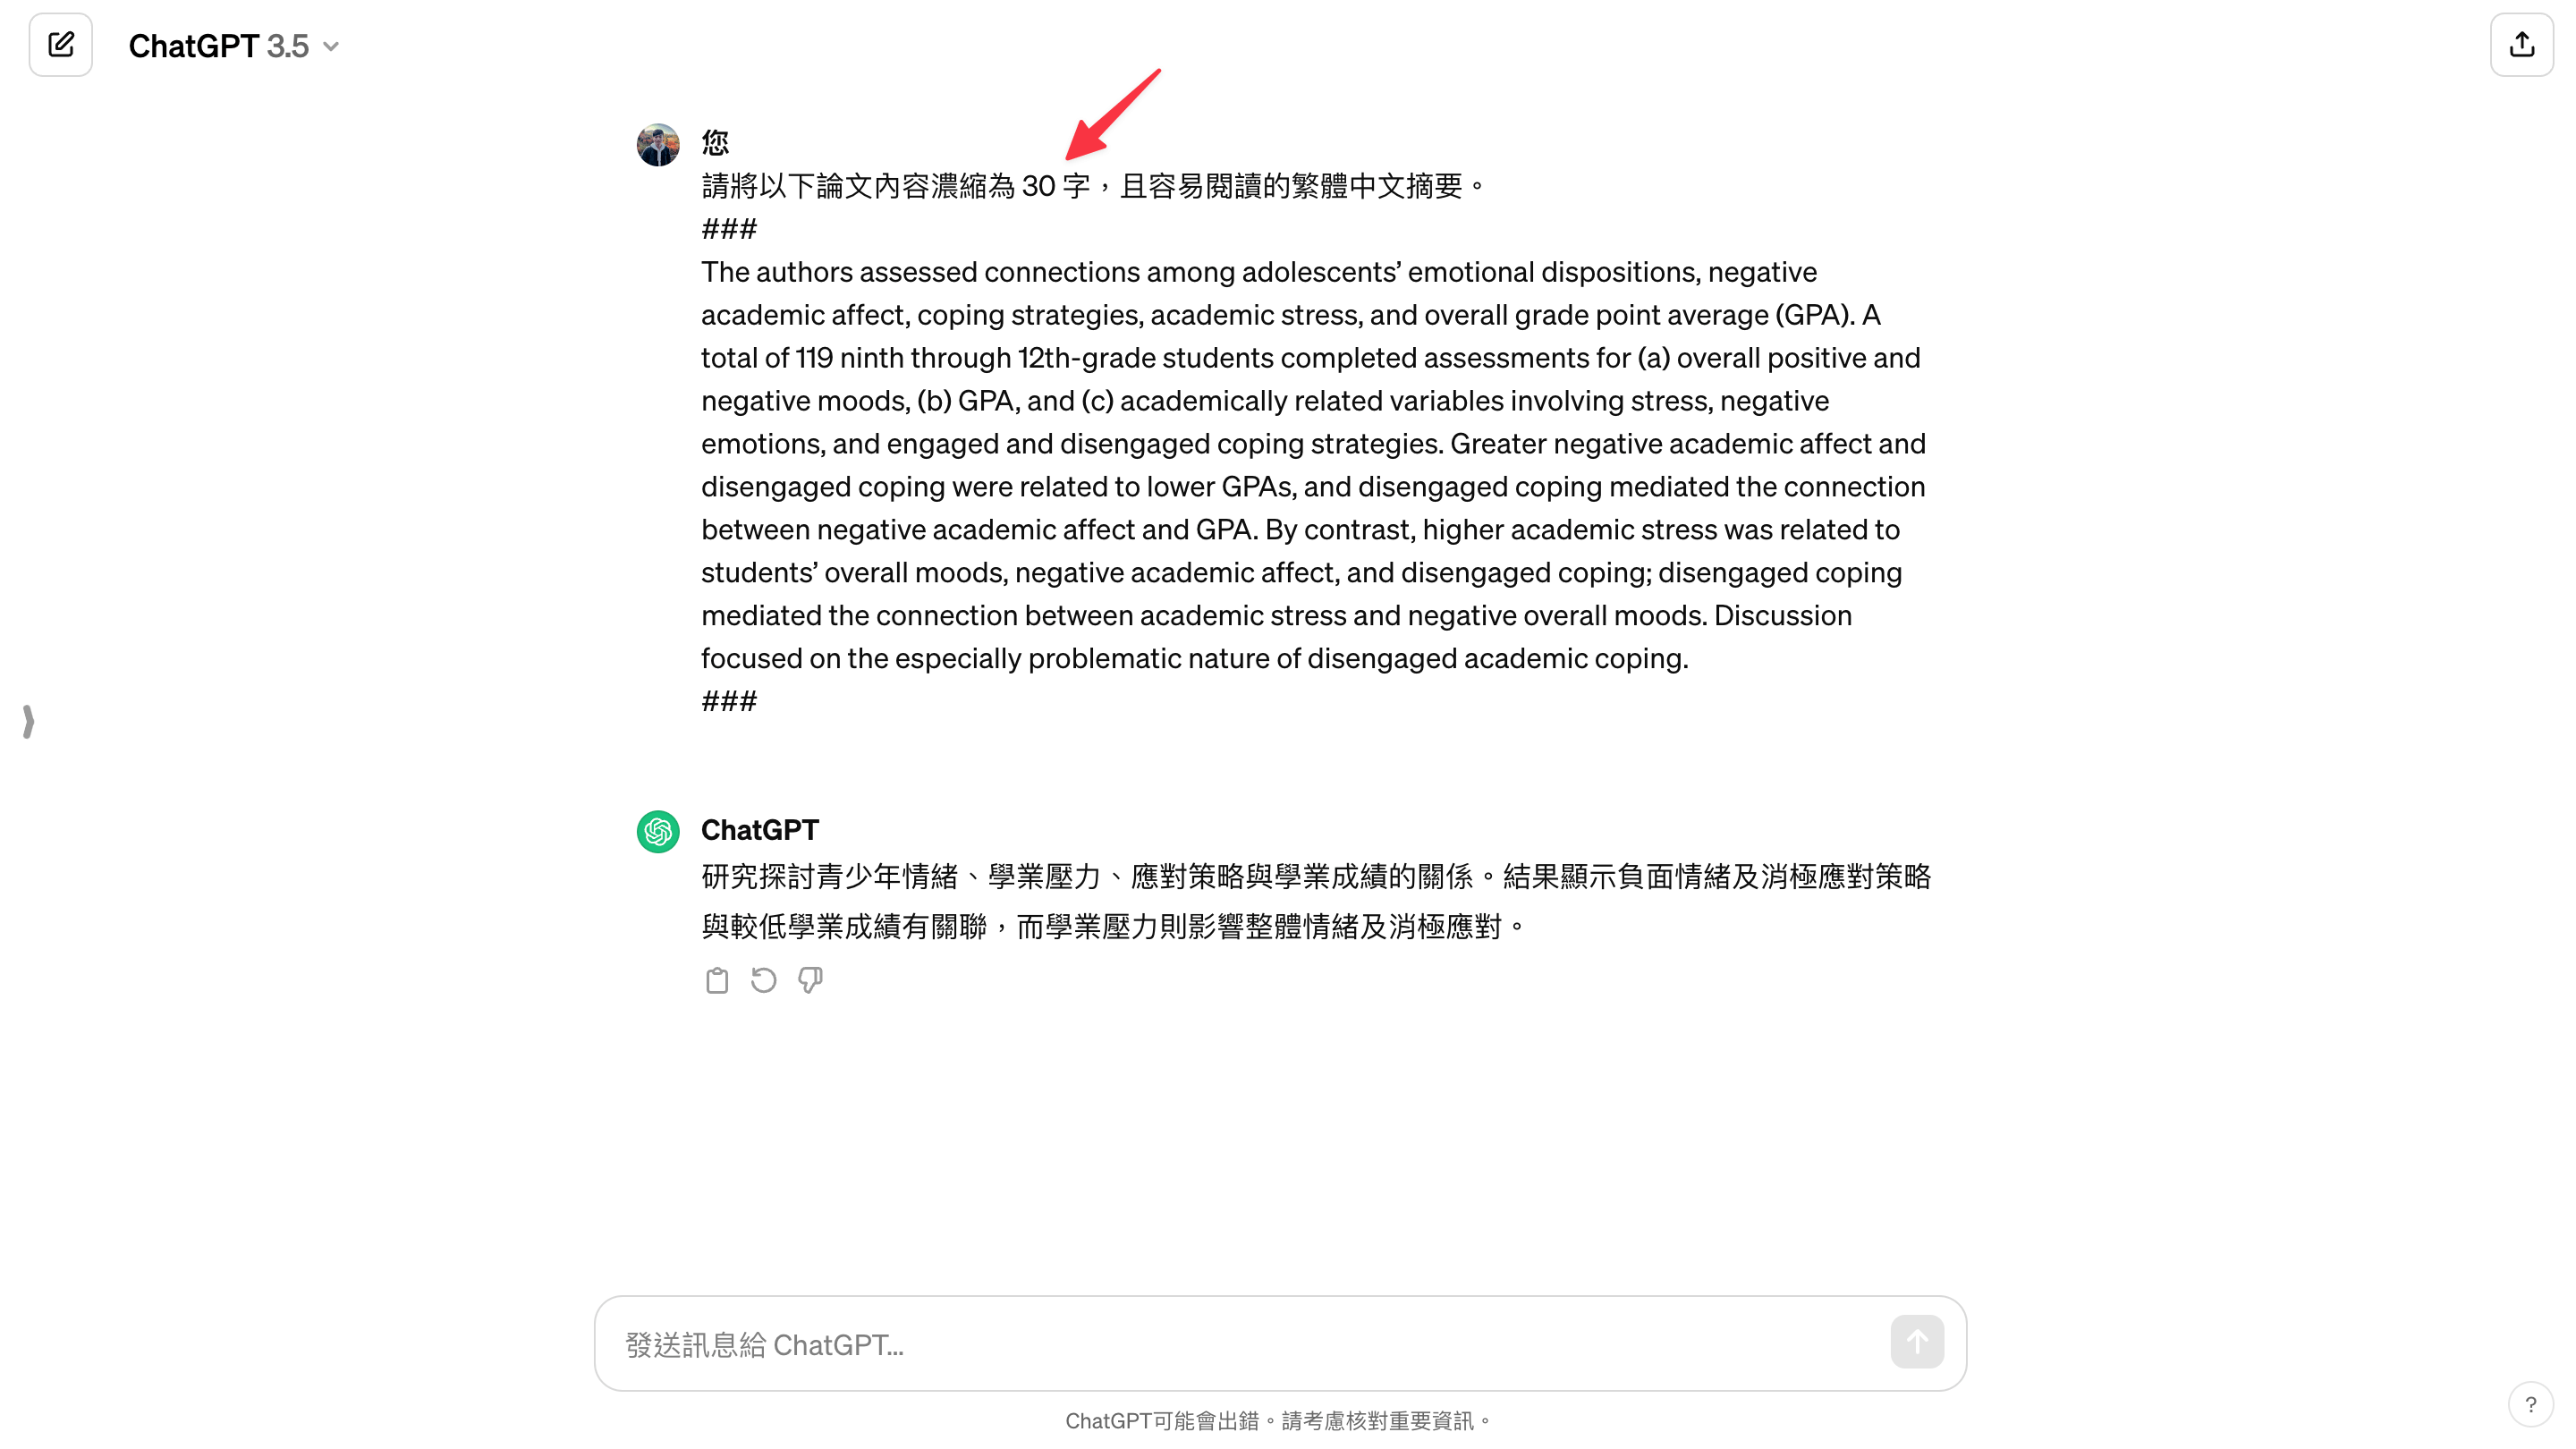 ChatGPT 3.5
您
請將以下論文內容濃縮為 30 字，且容易閱讀的繁體中文摘要。
###
The authors assessed connections among adolescents’ emotional dispositions, negative
academic affect, coping strategies, academic stress, and overall grade point average (GPA). A
total of 119 ninth through 12th-grade students completed assessments for (a) overall positive and
negative moods, (b) GPA, and (c) academically related variables involving stress, negative
emotions, and engaged and disengaged coping strategies. Greater negative academic affect and
disengaged coping were related to lower GPAs, and disengaged coping mediated the connection
between negative academic affect and GPA. By contrast, higher academic stress was related to
students’ overall moods, negative academic affect, and disengaged coping; disengaged coping
mediated the connection between academic stress and negative overall moods. Discussion
focused on the especially problematic nature of disengaged academic coping.
###
ChatGPT
研究探討青少年情緒、學業壓力、應對策略與學業成績的關係。結果顯示負面情緒及消極應對策略
與較低學業成績有關聯，而學業壓力則影響整體情緒及消極應對。
發送訊息給 ChatGPT...
ChatGPT可能會出錯。請考慮核對重要資訊。
?